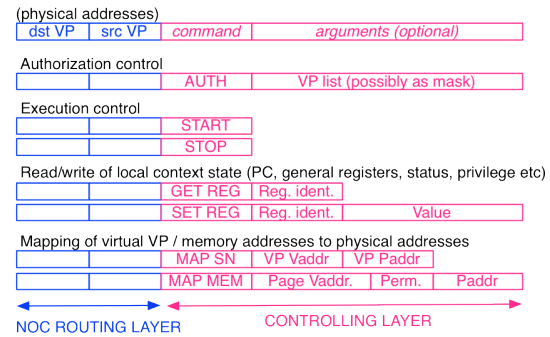 (physical addresses)
dst VP src VP command arguments (optional)
Authorization control
AUTH VP list (possibly as mask)
Execution control
START
STOP
Read/write of local context state (PC, general registers, status, privilege etc)
GET REG Reg. ident.
SET REG Reg. ident. Value
Mapping of virtual VP / memory addresses to physical addresses
MAP SN VP Vaddr VP Paddr
MAP MEM Page Vaddr. Perm. Paddr
NOC ROUTING LAYER CONTROLLING LAYER